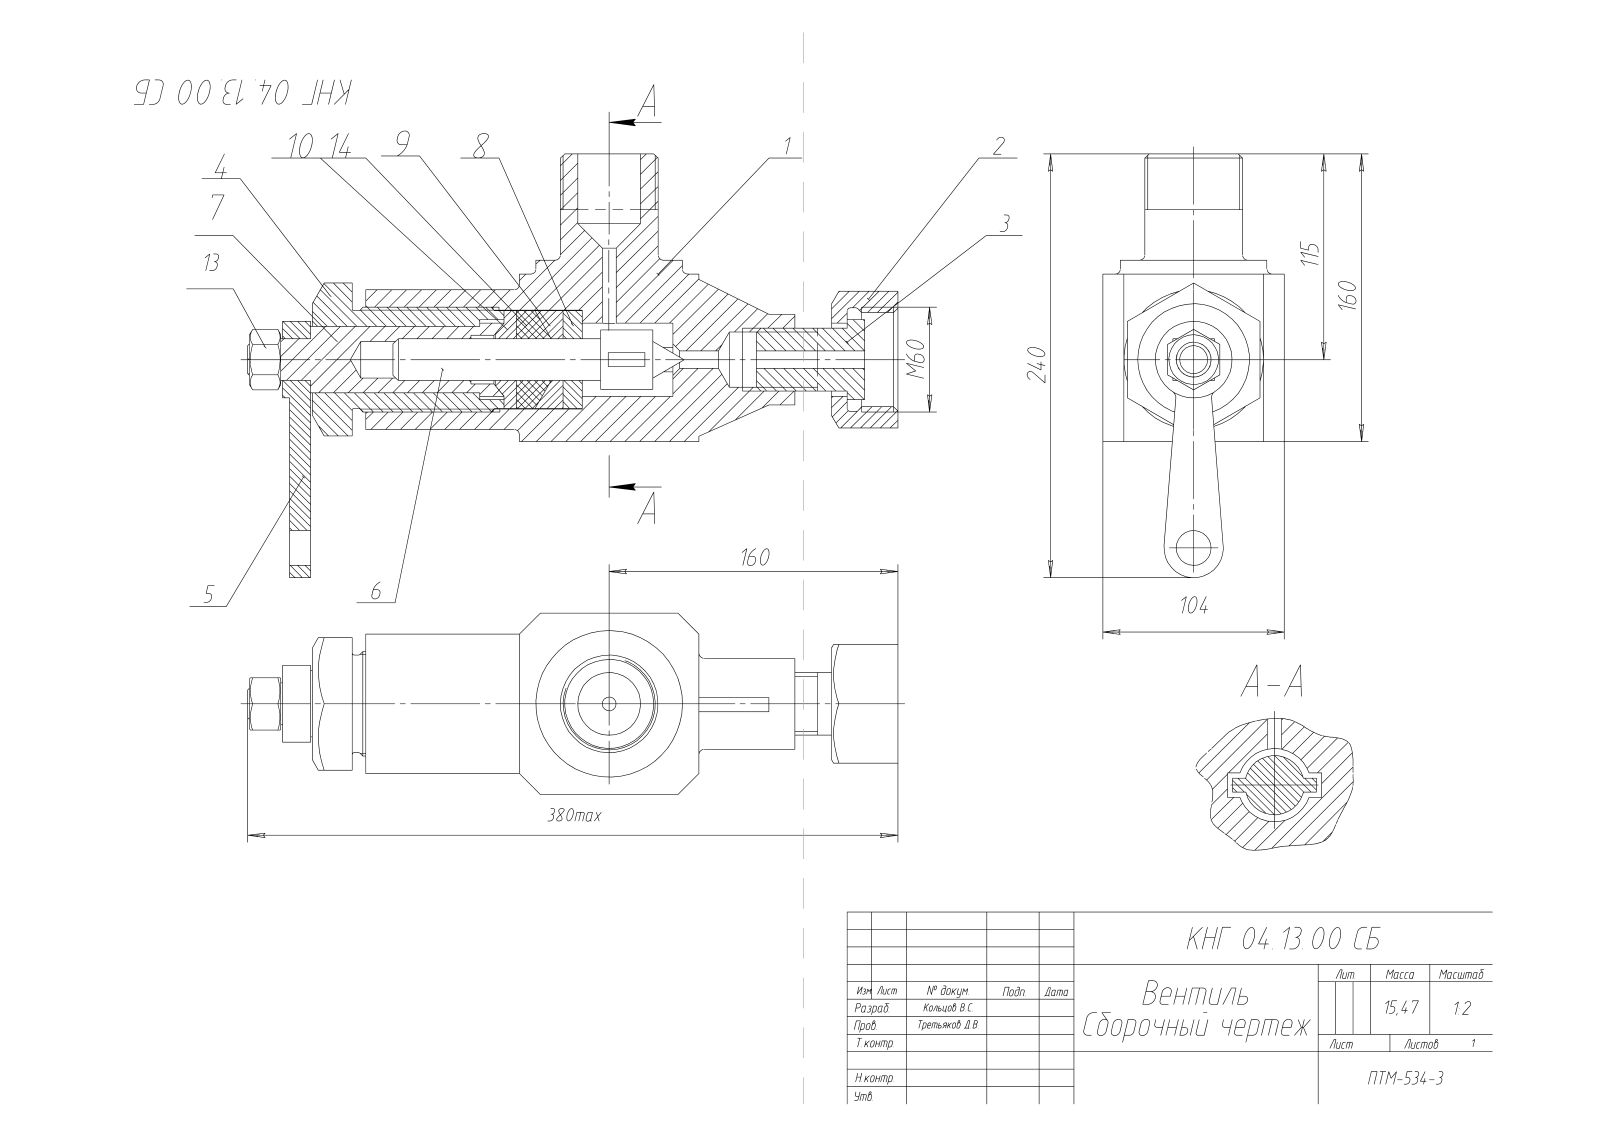 КНГ 04.13.00 СБ
А
10 14 9 8 1 2
4
7 3
13
115
160
М60
240
А
160
5 6
104
А-А
380max
КНГ 04.13.00 СБ
Лит. Масса Масштаб
Изм Лист № докум. Подп. Дата
Вентиль
Сборочный чертеж
15,47 1:2
Разраб. Кольцов В.С.
Пров. Третьяков Д.В.
Т.контр. Лист Листов 1
Н.контр. ПТМ-534-3
Утв.